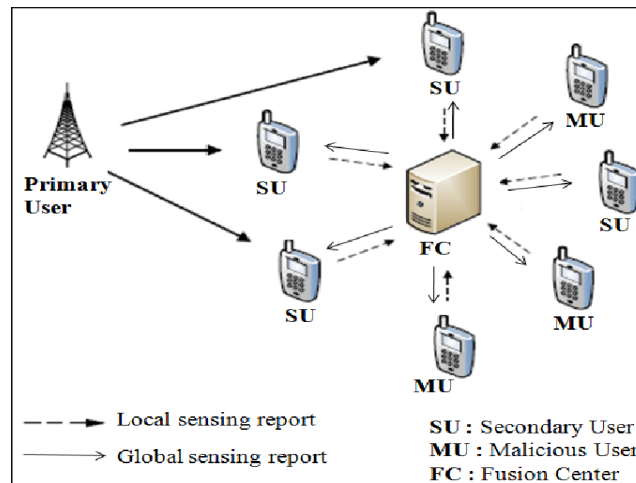 SU
MU
SU
Primary
User
SU
FC
SU
MU
SU
MU
Local sensing report
Global sensing report
SU : Secondary User
MU : Malicious User
FC : Fusion Center